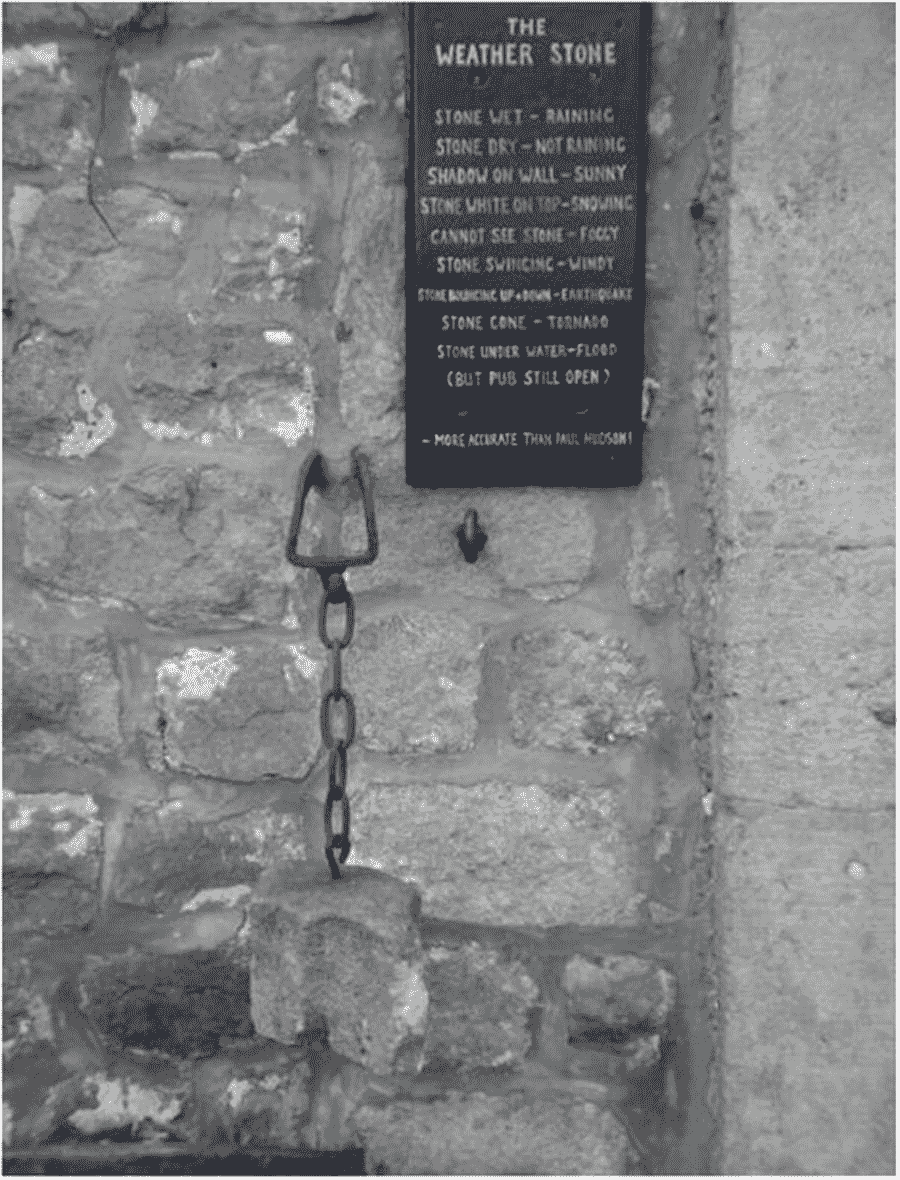 THE
WEATHER STONE
STONE WET - RAINING
STONE DRY - NOT RAINING
SHADOW ON WALL - SUNNY
STONE WHITE ON TOP - SNOWING
CANNOT SEE STONE - FOGGY
STONE SWINGING - WINDY
STONE BOUNCING UP & DOWN - EARTHQUAKE
STONE GONE - TORNADO
STONE UNDER WATER - FLOOD
(BUT PUB STILL OPEN)
- MORE ACCURATE THAN PAUL HUDSON!